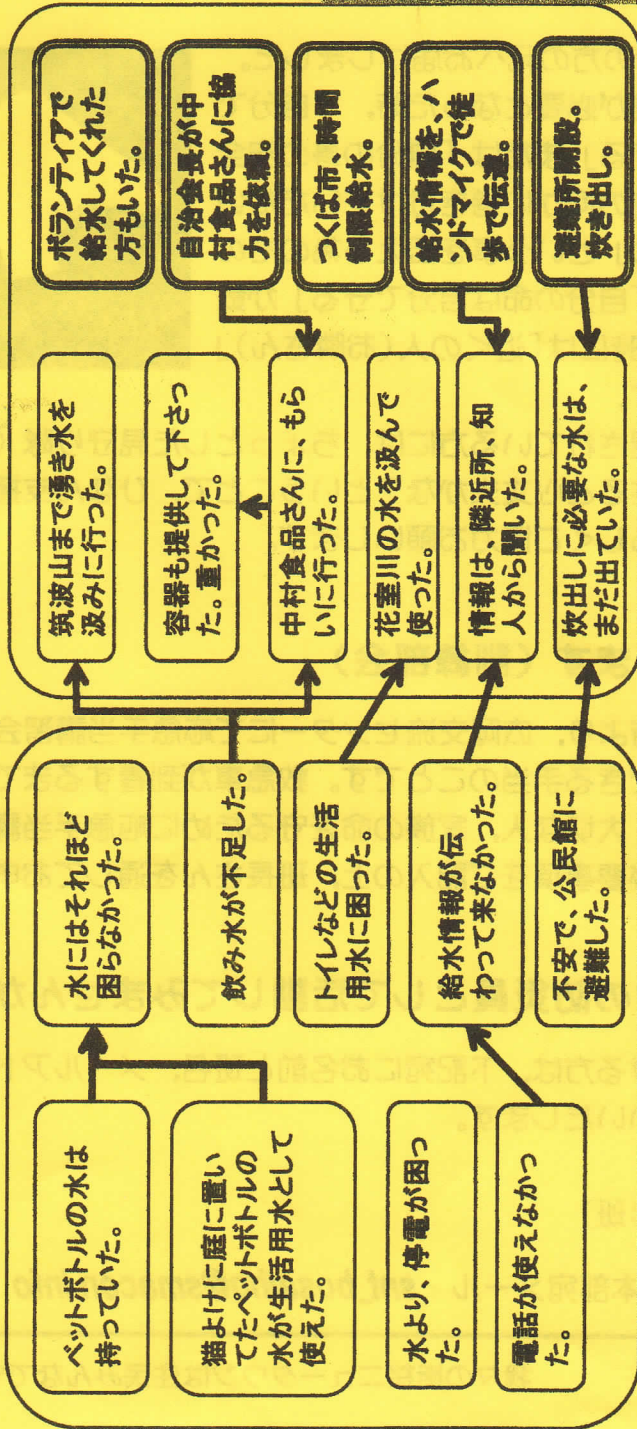 ペットボトルの水は
持っていた。
猫よけに庭に置い
てたペットボトルの
水が生活用水として
使えた。
水より、停電が困っ
た。
電話が使えなかっ
た。
水にはそれほど
困らなかった。
飲み水が不足した。
トイレなどの生活
用水に困った。
給水情報が伝
わって来なかった。
不安で、公民館に
避難した。
筑波山まで湧き水を
汲みに行った。
容器も提供して下さっ
た。重かった。
中村食品さんに、もら
いに行った。
花室川の水を汲んで
使った。
情報は、隣近所、知
人から聞いた。
炊出しに必要な水は、
まだ出ていた。
ボランティアで
給水してくれた
方もいた。
自治会長が中
村食品さんに協
力を依頼。
つくば市、時間
制限給水。
給水情報を、ハ
ンドマイクで徒
歩で伝達。
避難所開設。
炊き出し。